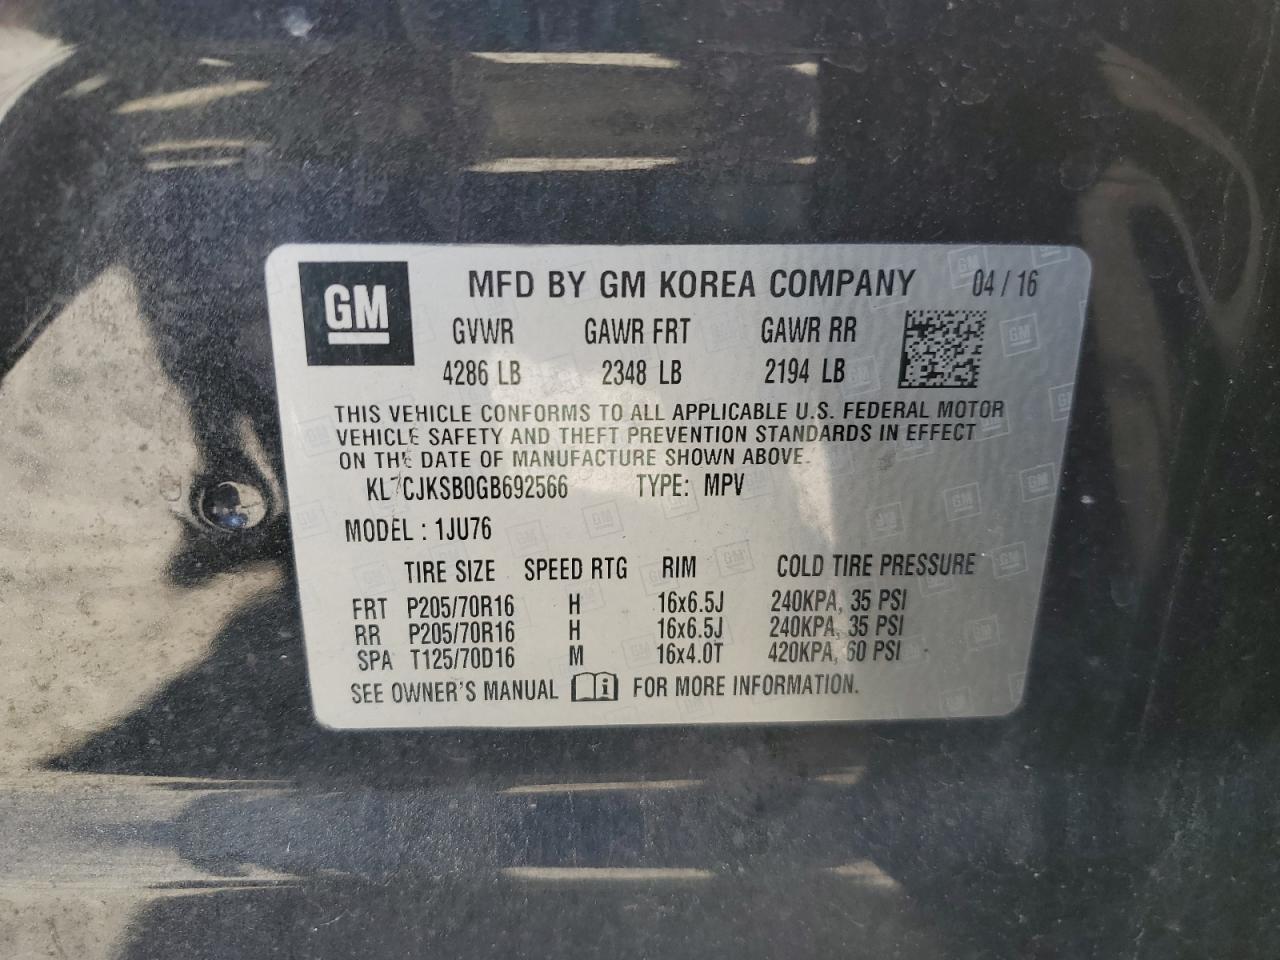 GM
MFD BY GM KOREA COMPANY 04 / 16
GVWR GAWR FRT GAWR RR
4286 LB 2348 LB 2194 LB
THIS VEHICLE CONFORMS TO ALL APPLICABLE U.S. FEDERAL MOTOR
VEHICLE SAFETY AND THEFT PREVENTION STANDARDS IN EFFECT
ON THE DATE OF MANUFACTURE SHOWN ABOVE.
KL7CJKSB0GB692566 TYPE: MPV
MODEL : 1JU76
TIRE SIZE SPEED RTG RIM COLD TIRE PRESSURE
FRT P205/70R16 H 16x6.5J 240KPA, 35 PSI
RR P205/70R16 H 16x6.5J 240KPA, 35 PSI
SPA T125/70D16 M 16x4.0T 420KPA, 60 PSI
SEE OWNER'S MANUAL i FOR MORE INFORMATION.